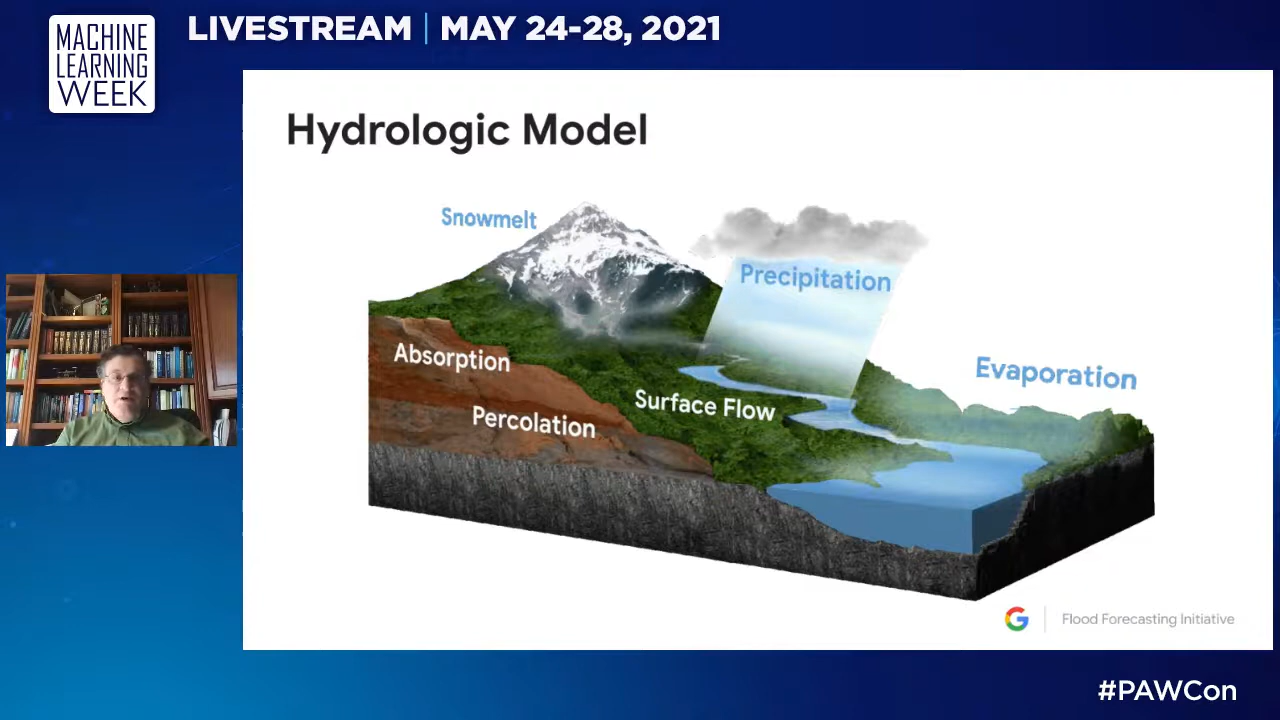 MACHINE
LEARNING
WEEK
LIVESTREAM | MAY 24-28, 2021
Hydrologic Model
Snowmelt
Precipitation
Absorption
Evaporation
Surface Flow
Percolation
G | Flood Forecasting Initiative
#PAWCon